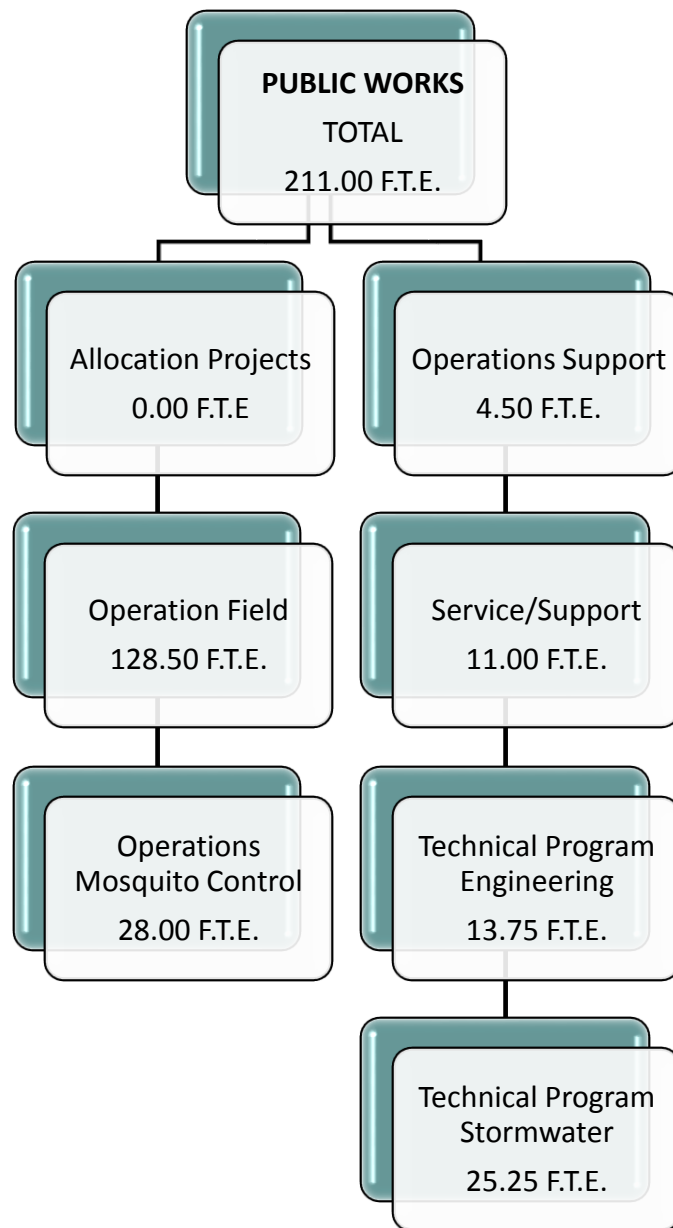 PUBLIC WORKS
TOTAL
211.00 F.T.E.
Allocation Projects
0.00 F.T.E
Operation Field
128.50 F.T.E.
Operations
Mosquito Control
28.00 F.T.E.
Operations Support
4.50 F.T.E.
Service/Support
11.00 F.T.E.
Technical Program
Engineering
13.75 F.T.E.
Technical Program
Stormwater
25.25 F.T.E.